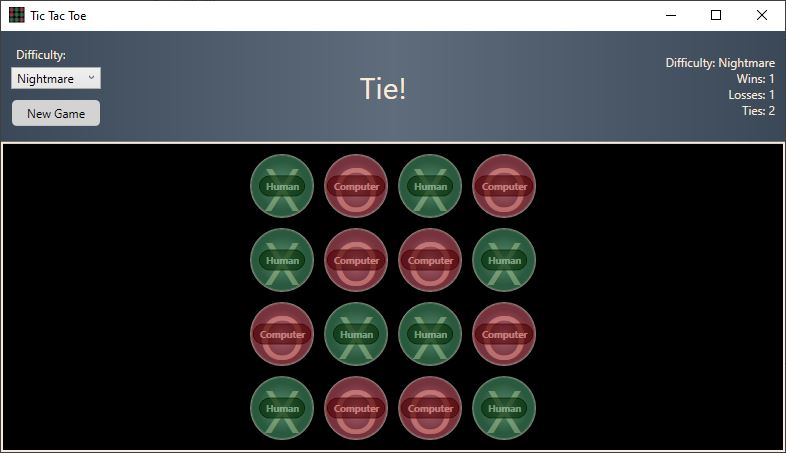 Tic Tac Toe
Difficulty:
Nightmare
New Game
Tie!
Difficulty: Nightmare
Wins: 1
Losses: 1
Ties: 2
X Human O Computer X Human O Computer
X Human O Computer O Computer X Human
O Computer X Human X Human O Computer
X Human O Computer O Computer X Human